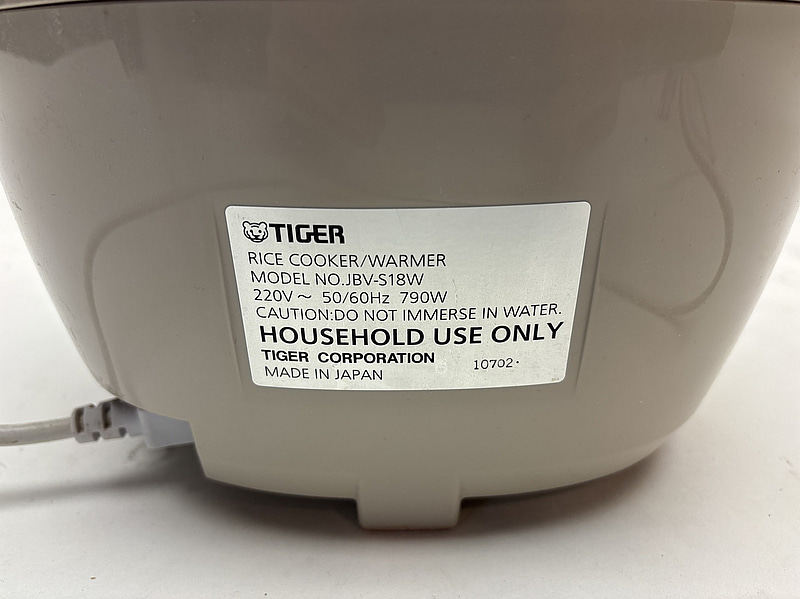 TIGER
RICE COOKER/WARMER
MODEL NO.JBV-S18W
220V~ 50/60Hz 790W
CAUTION:DO NOT IMMERSE IN WATER.
HOUSEHOLD USE ONLY
TIGER CORPORATION 10702·
MADE IN JAPAN